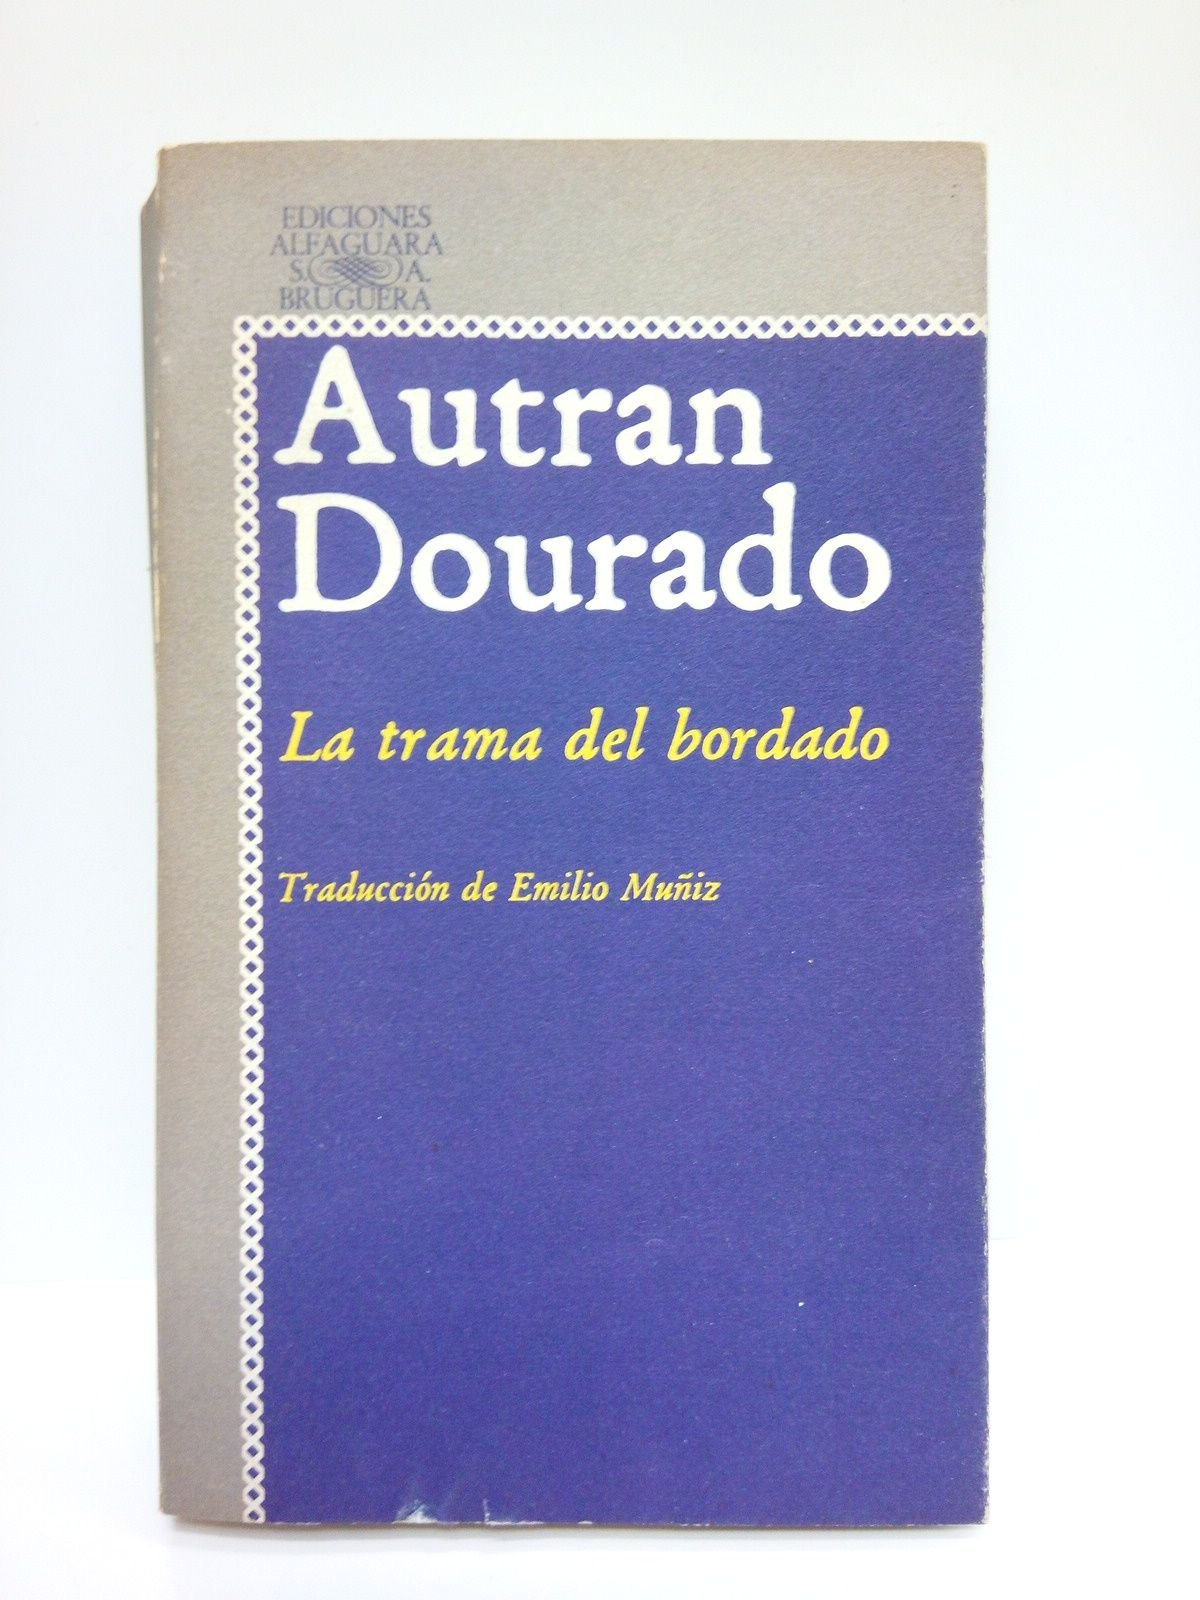 EDICIONES
ALFAGUARA
S. A.
BRUGUERA
Autran
Dourado
La trama del bordado
Traducción de Emilio Muñiz